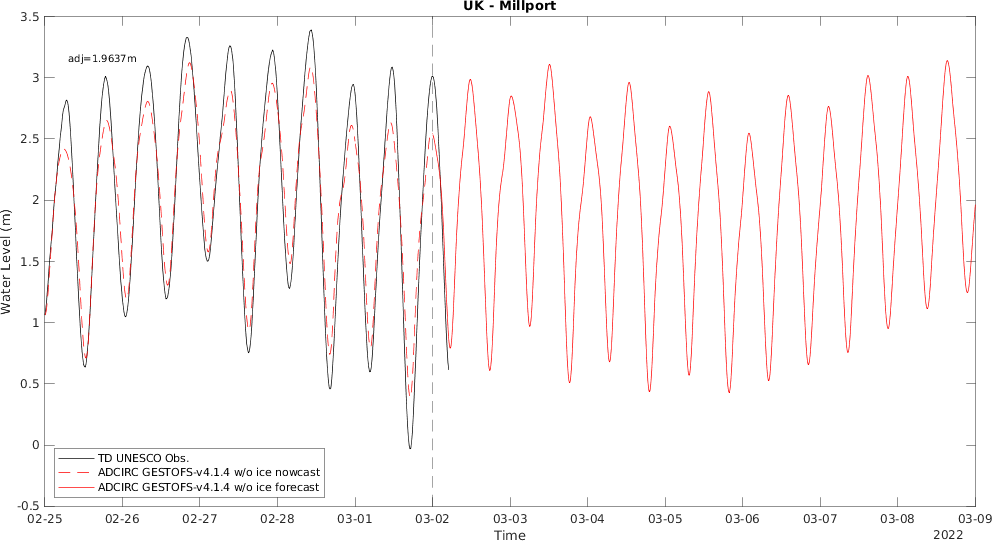 UK - Millport
adj=1.9637m
3.5
3
2.5
2
1.5
1
0.5
0
-0.5
Water Level (m)
TD UNESCO Obs.
ADCIRC GESTOFS-v4.1.4 w/o ice nowcast
ADCIRC GESTOFS-v4.1.4 w/o ice forecast
02-25 02-26 02-27 02-28 03-01 03-02 03-03 03-04 03-05 03-06 03-07 03-08 03-09
Time
2022